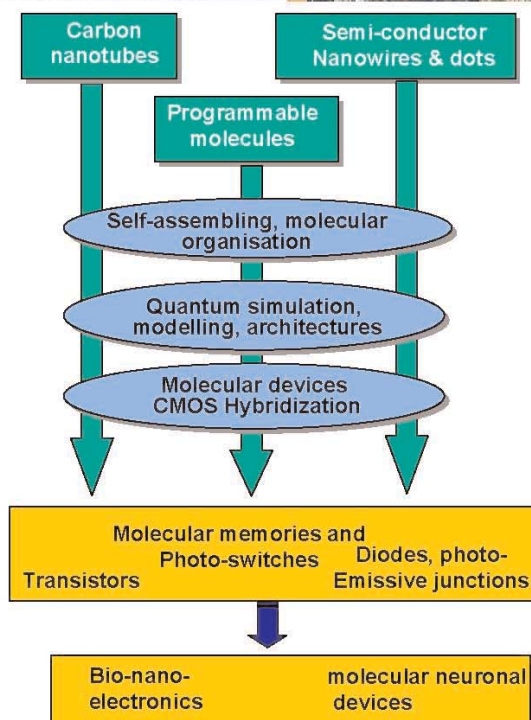 Carbon
nanotubes
Semi-conductor
Nanowires & dots
Programmable
molecules
Self-assembling, molecular
organisation
Quantum simulation,
modelling, architectures
Molecular devices
CMOS Hybridization
Molecular memories and
Photo-switches
Transistors
Diodes, photo-
Emissive junctions
Bio-nano-
electronics
molecular neuronal
devices